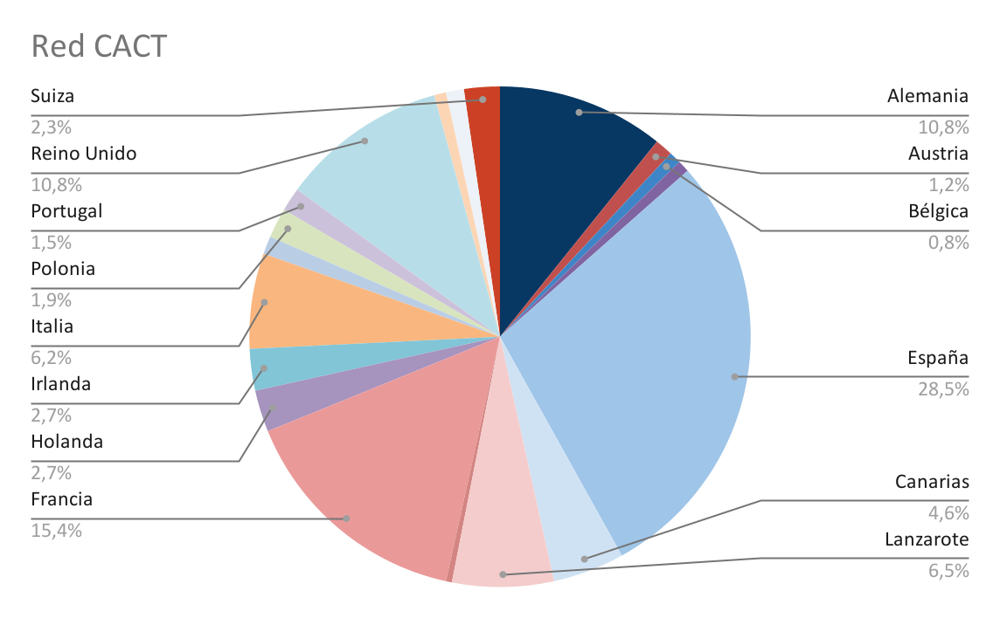 Red CACT
Suiza
2,3%
Reino Unido
10,8%
Portugal
1,5%
Polonia
1,9%
Italia
6,2%
Irlanda
2,7%
Holanda
2,7%
Francia
15,4%
Alemania
10,8%
Austria
1,2%
Bélgica
0,8%
España
28,5%
Canarias
4,6%
Lanzarote
6,5%